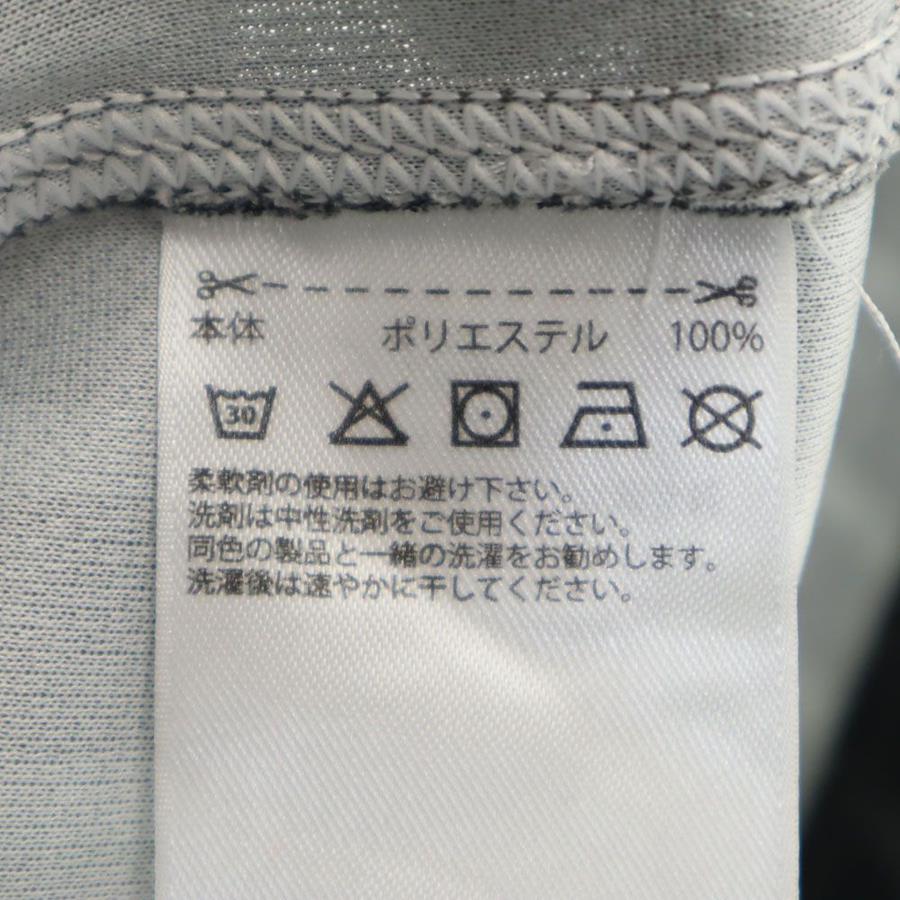 本体 ポリエステル 100%
30
柔軟剤の使用はお避け下さい。
洗剤は中性洗剤をご使用ください。
同色の製品と一緒の洗濯をお勧めします。
洗濯後は速やかに干してください。